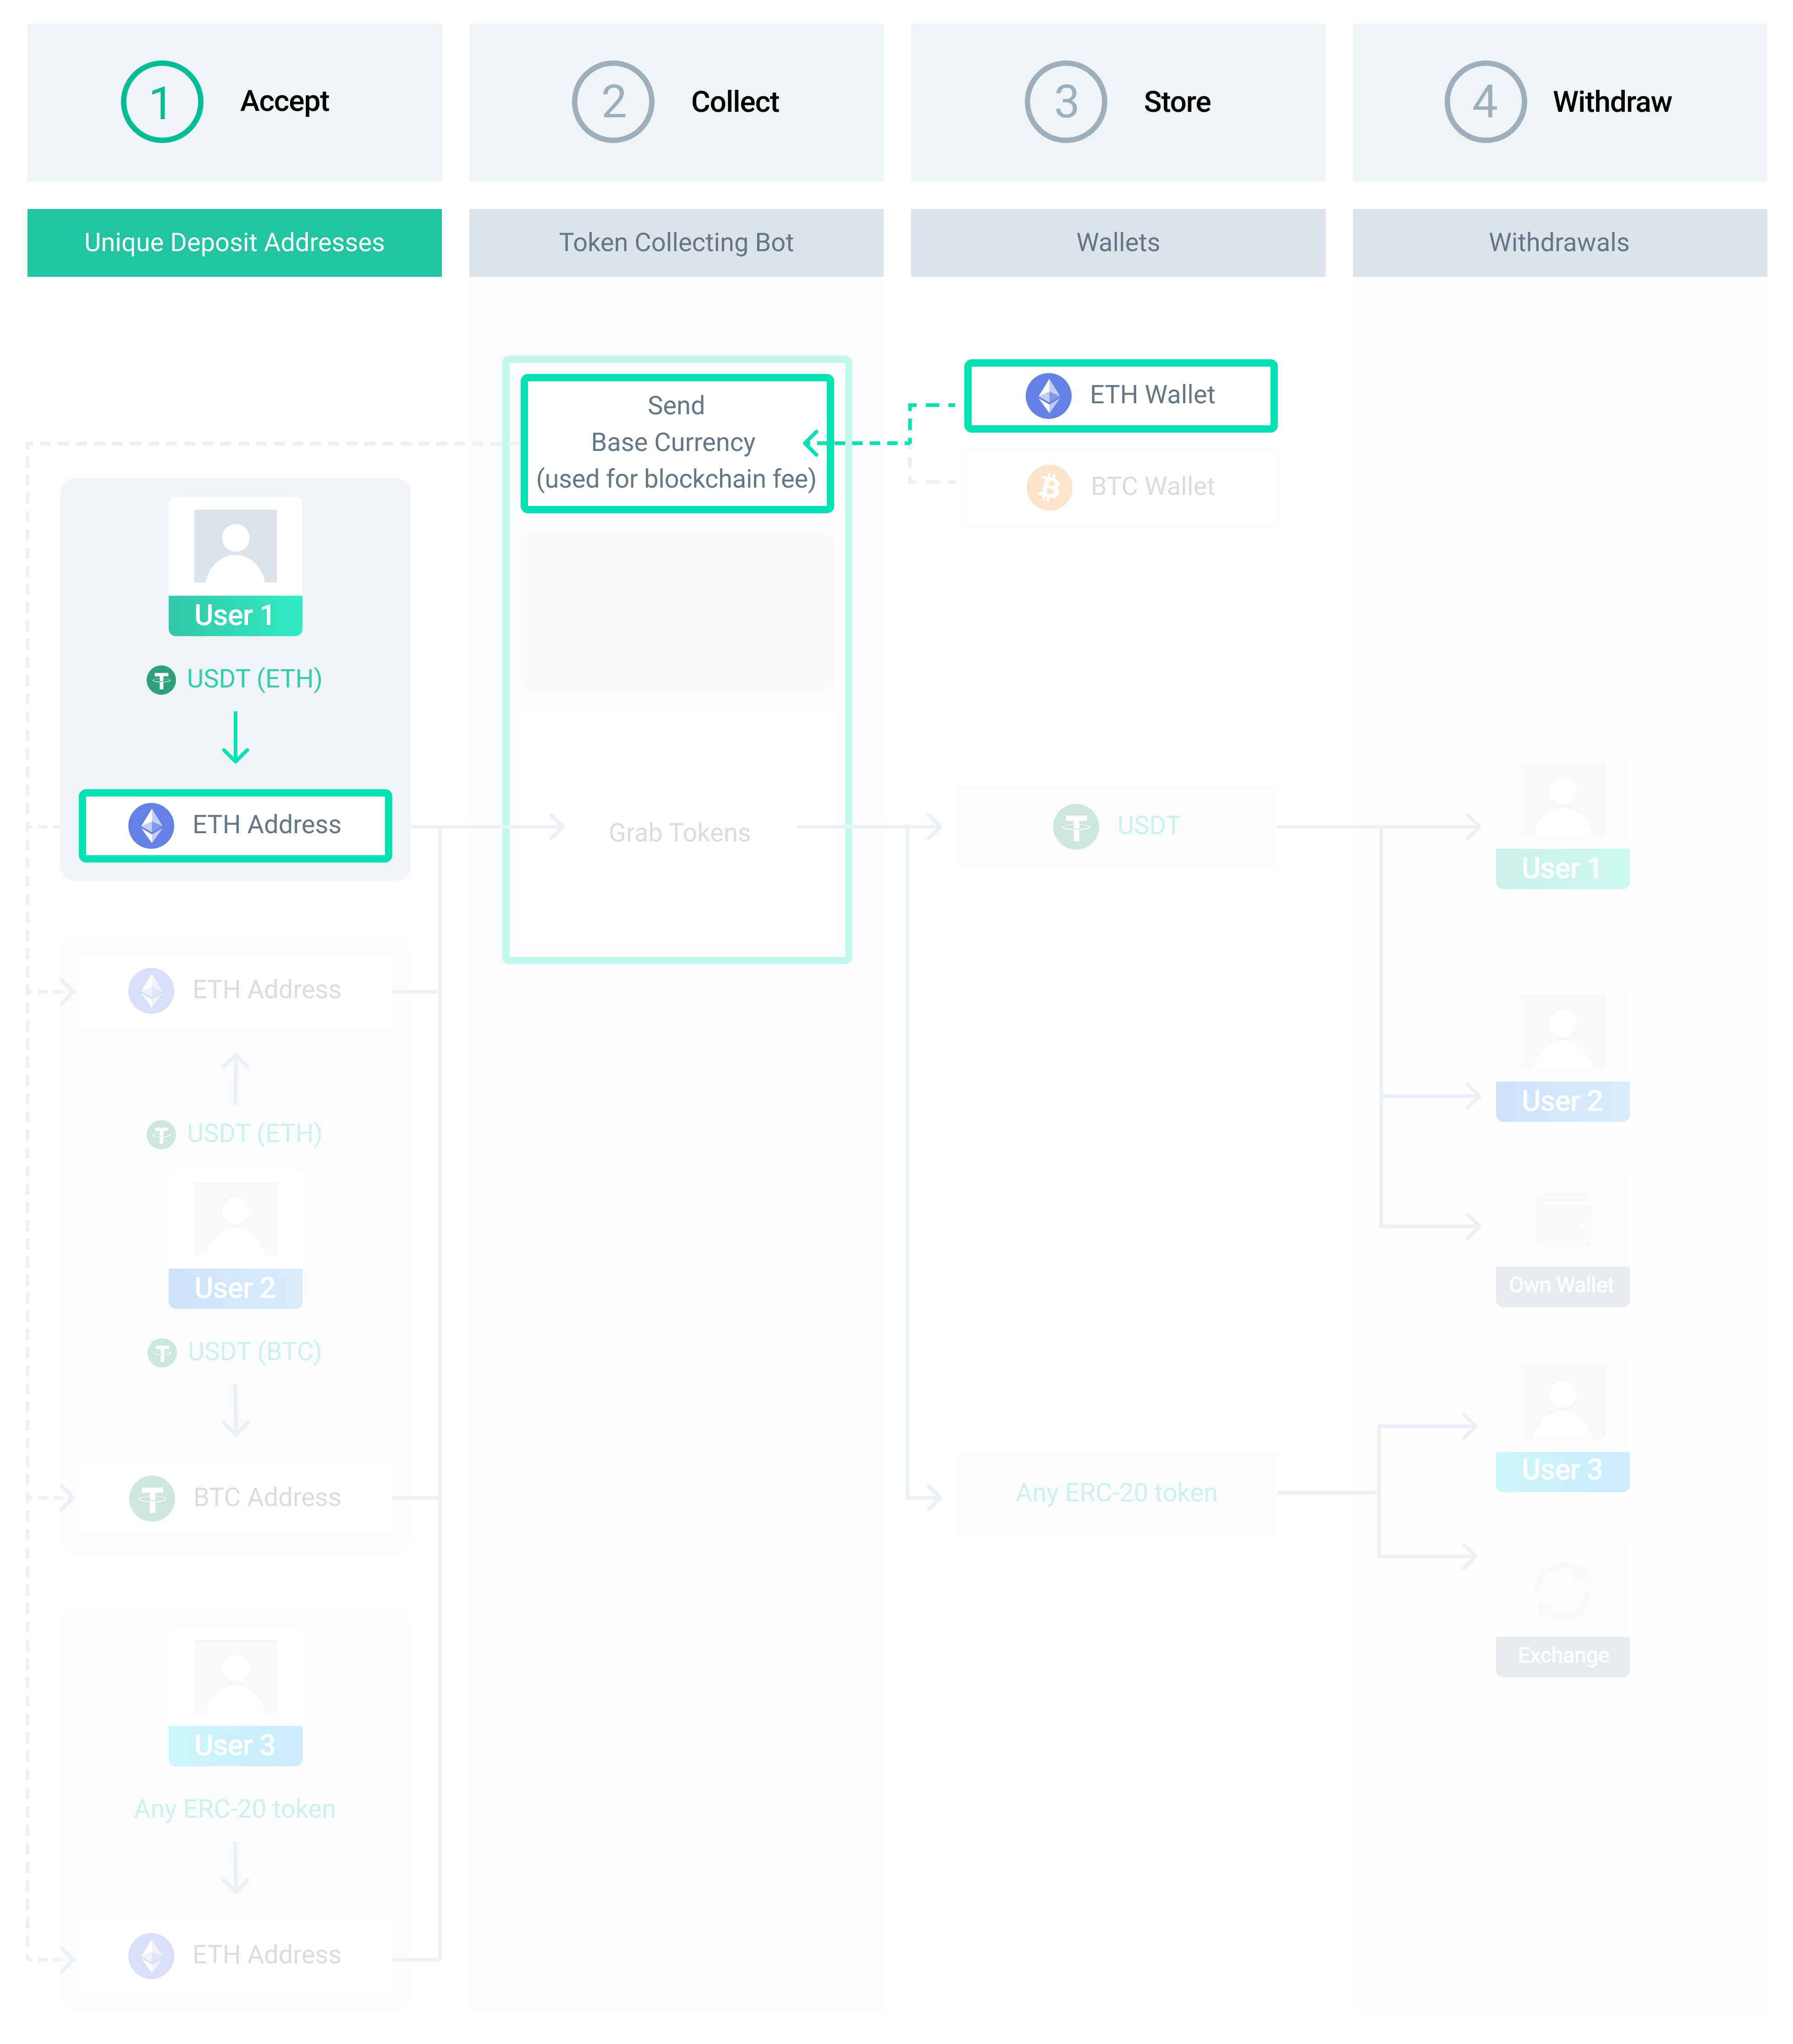 1
Accept
2
Collect
3
Store
4
Withdraw
Unique Deposit Addresses
Token Collecting Bot
Wallets
Withdrawals
Send
Base Currency
(used for blockchain fee)
ETH Wallet
BTC Wallet
User 1
USDT (ETH)
ETH Address
Grab Tokens
USDT
User 1
ETH Address
USDT (ETH)
User 2
USDT (BTC)
BTC Address
User 2
Own Wallet
Any ERC-20 token
User 3
Exchange
User 3
Any ERC-20 token
ETH Address